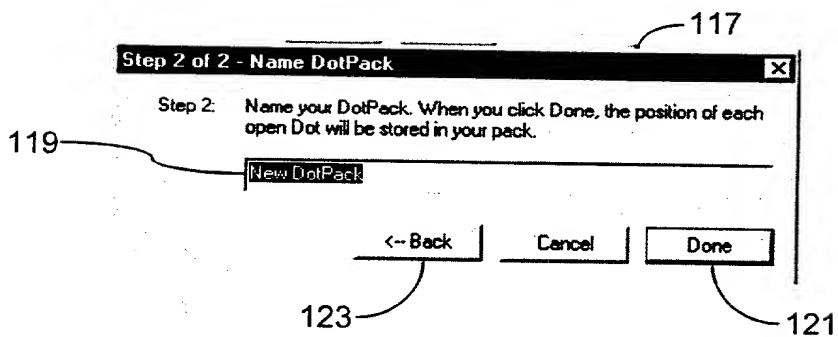 117
Step 2 of 2 - Name DotPack
Step 2: Name your DotPack. When you click Done, the position of each
open Dot will be stored in your pack.
119
New DotPack
<-- Back Cancel Done
123
121